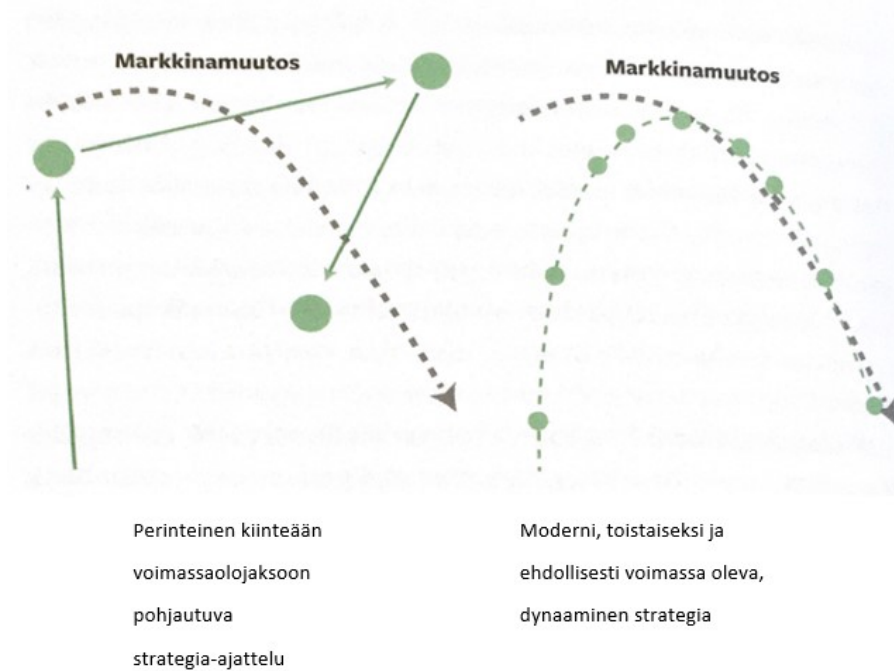 Markkinamuutos
Markkinamuutos
Perinteinen kiinteään
voimassaolojaksoon
pohjautuva
strategia-ajattelu
Moderni, toistaiseksi ja
ehdollisesti voimassa oleva,
dynaaminen strategia